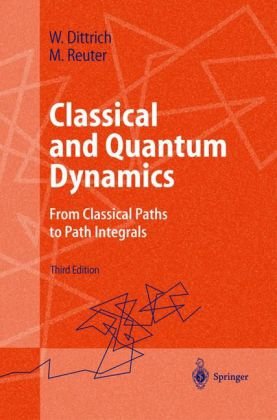 W. Dittrich
M. Reuter
Classical
and Quantum
Dynamics
From Classical Paths
to Path Integrals
Third Edition
Springer